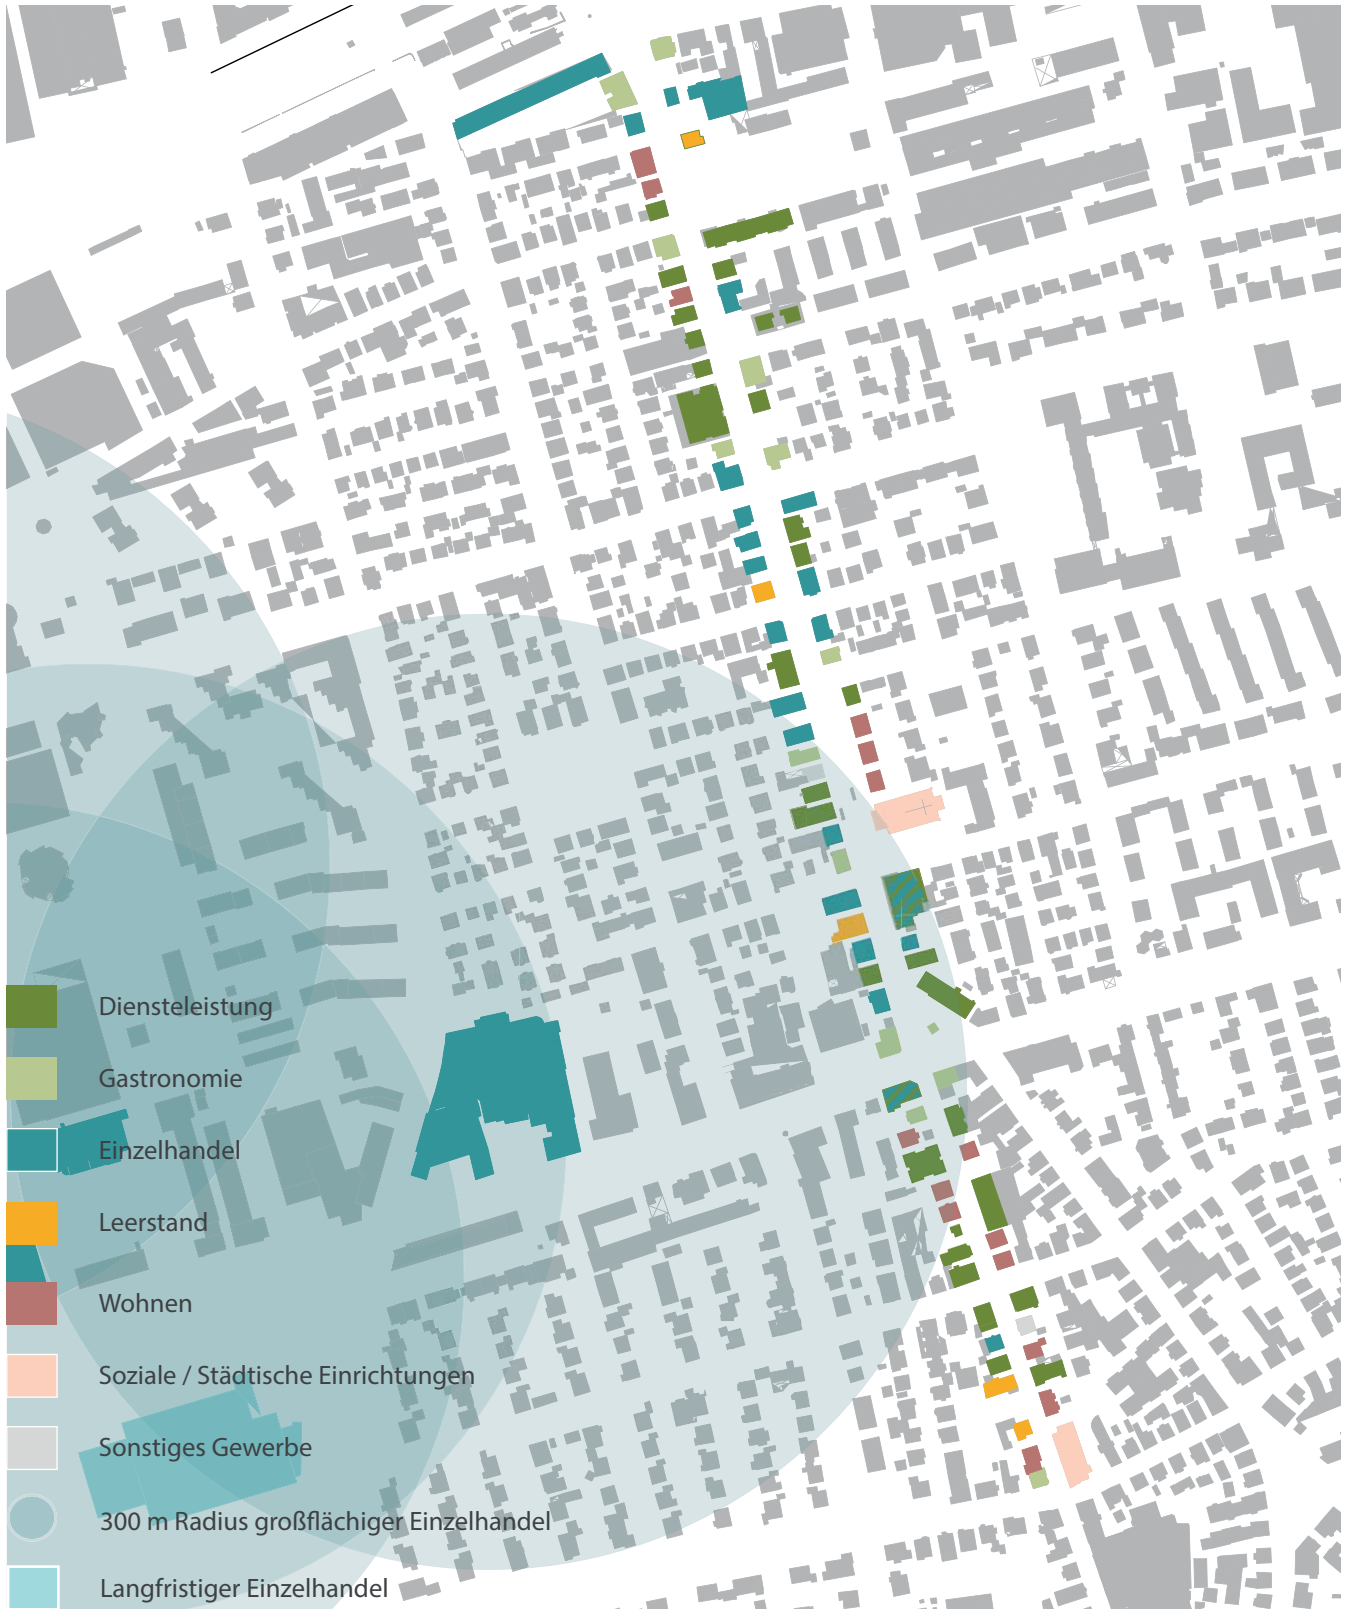 Diensteleistung
Gastronomie
Einzelhandel
Leerstand
Wohnen
Soziale / Städtische Einrichtungen
Sonstiges Gewerbe
300 m Radius großflächiger Einzelhandel
Langfristiger Einzelhandel